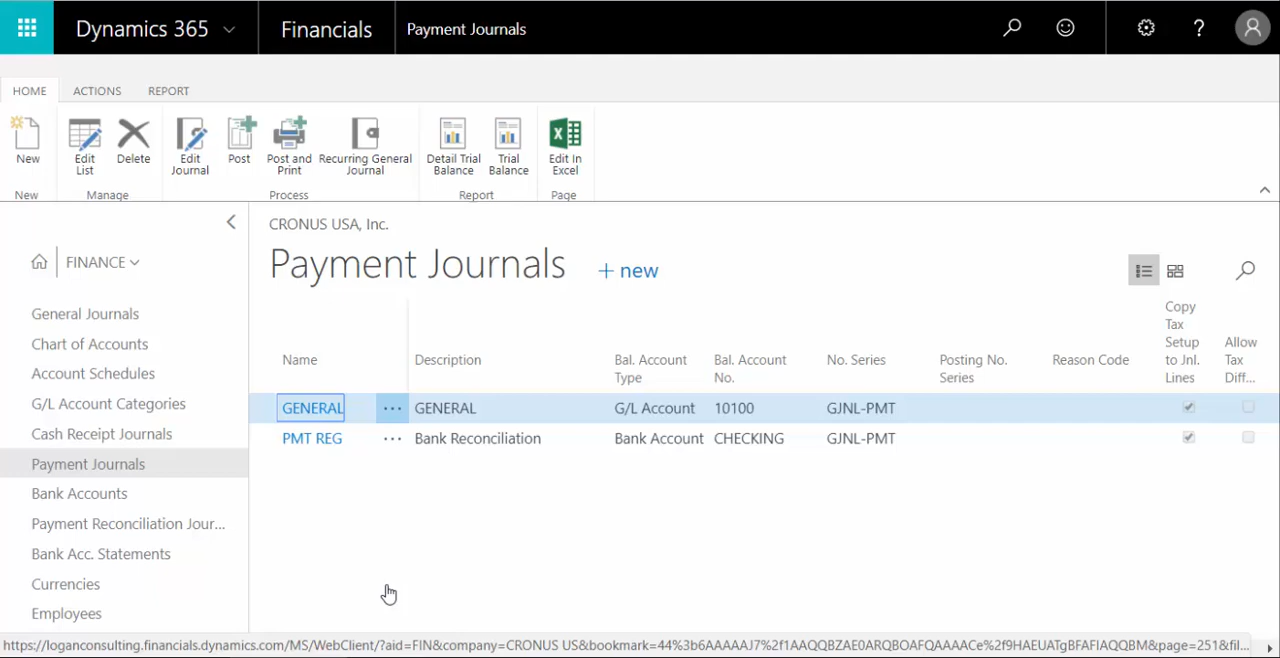 Dynamics 365
Financials
Payment Journals
?
HOME
ACTIONS
REPORT
New
Edit
List
Delete
Edit
Journal
Post
Post and
Print
Recurring General
Journal
Detail Trial
Balance
Trial
Balance
Edit In
Excel
New
Manage
Process
Report
Page
FINANCE
General Journals
Chart of Accounts
Account Schedules
G/L Account Categories
Cash Receipt Journals
Payment Journals
Bank Accounts
Payment Reconciliation Jour...
Bank Acc. Statements
Currencies
Employees
CRONUS USA, Inc.
Payment Journals
+ new
Name
Description
Bal. Account
Type
Bal. Account
No.
No. Series
Posting No.
Series
Reason Code
Copy
Tax
Setup
to Jnl.
Lines
Allow
Tax
Diff...
GENERAL ... GENERAL G/L Account 10100 GJNL-PMT
PMT REG ... Bank Reconciliation Bank Account CHECKING GJNL-PMT
https://loganconsulting.financials.dynamics.com/MS/WebClient/?aid=FIN&company=CRONUS US&bookmark=44%3b6AAAAAJ7%2f1AAQQBZAE0ARQBOAFQAAAACe%2f9HAEUATgBFAFIAQQBM&page=251&fil...